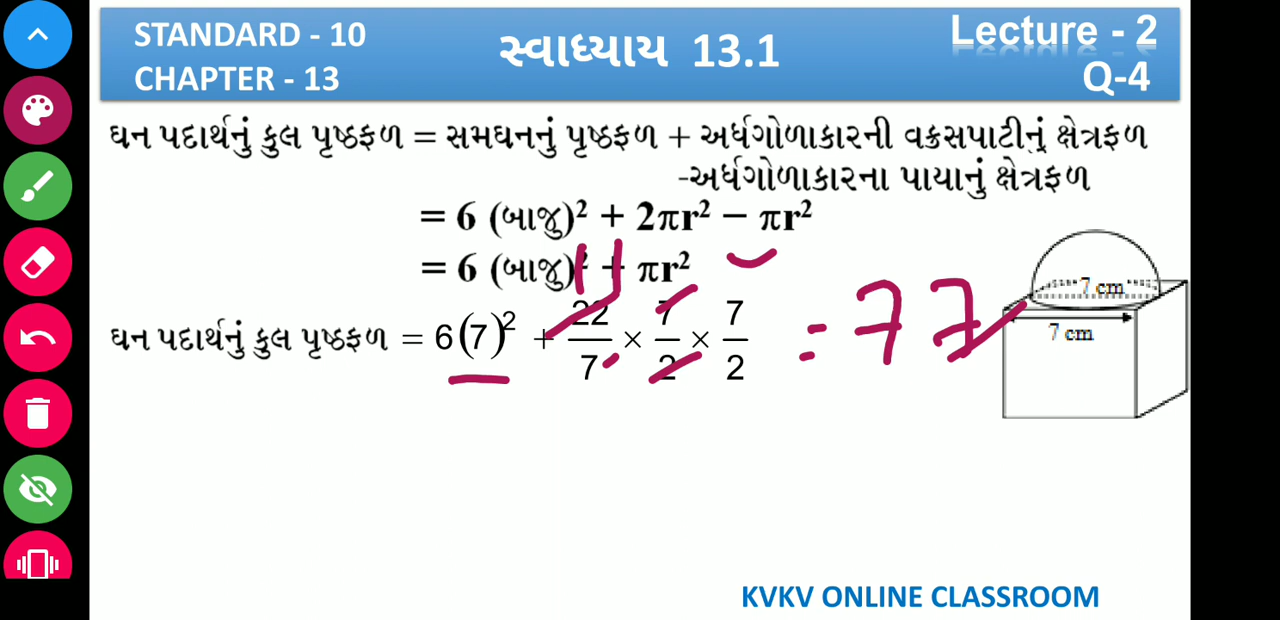 STANDARD - 10
CHAPTER - 13
સ્વાધ્યાય 13.1
Lecture - 2
Q-4
ઘન પદાર્થનું કુલ પૃષ્ઠફળ = સમઘનનું પૃષ્ઠફળ + અર્ધગોળાકારની વક્રસપાટીનું ક્ષેત્રફળ
-અર્ધગોળાકારના પાયાનું ક્ષેત્રફળ
= 6 (બાજુ)² + 2πr² − πr²
= 6 (બાજુ)² + πr²
11
ઘન પદાર્થનું કુલ પૃષ્ઠફળ = 6(7)² + 22/7 × 7/2 × 7/2 = 77
7 cm
7 cm
KVKV ONLINE CLASSROOM